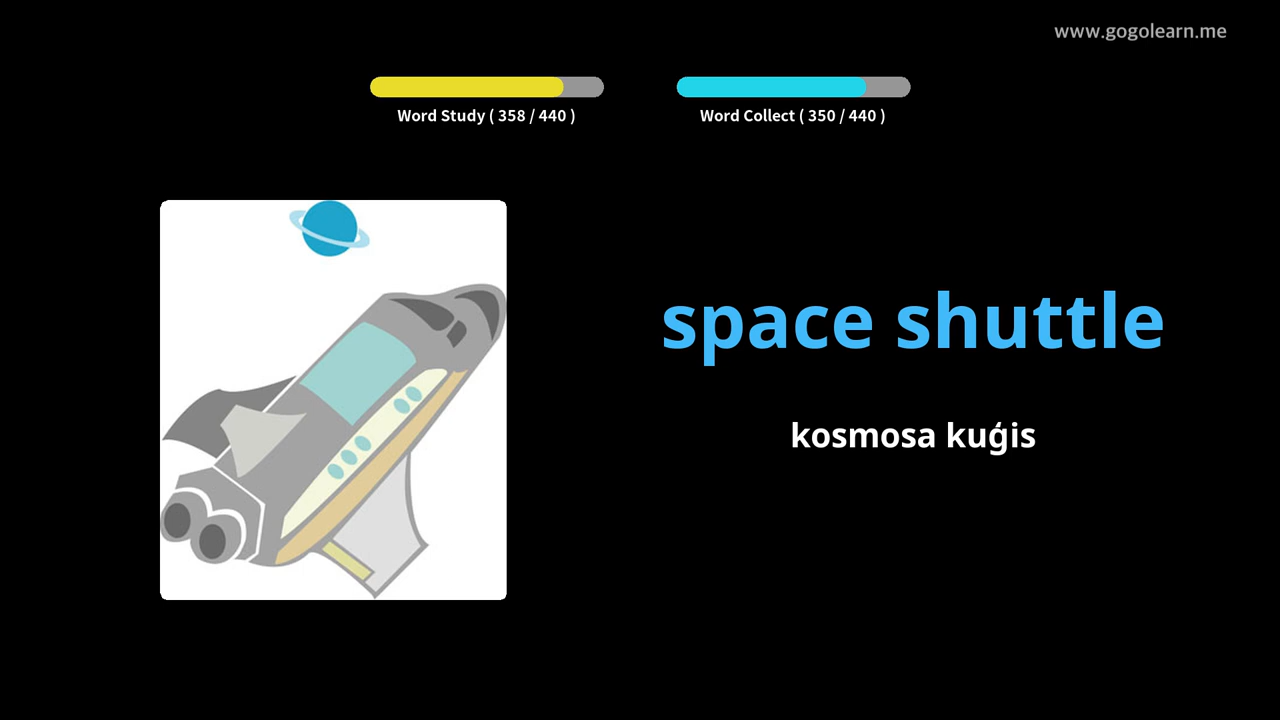 www.gogolearn.me
Word Study ( 358 / 440 )
Word Collect ( 350 / 440 )
space shuttle
kosmosa kuģis